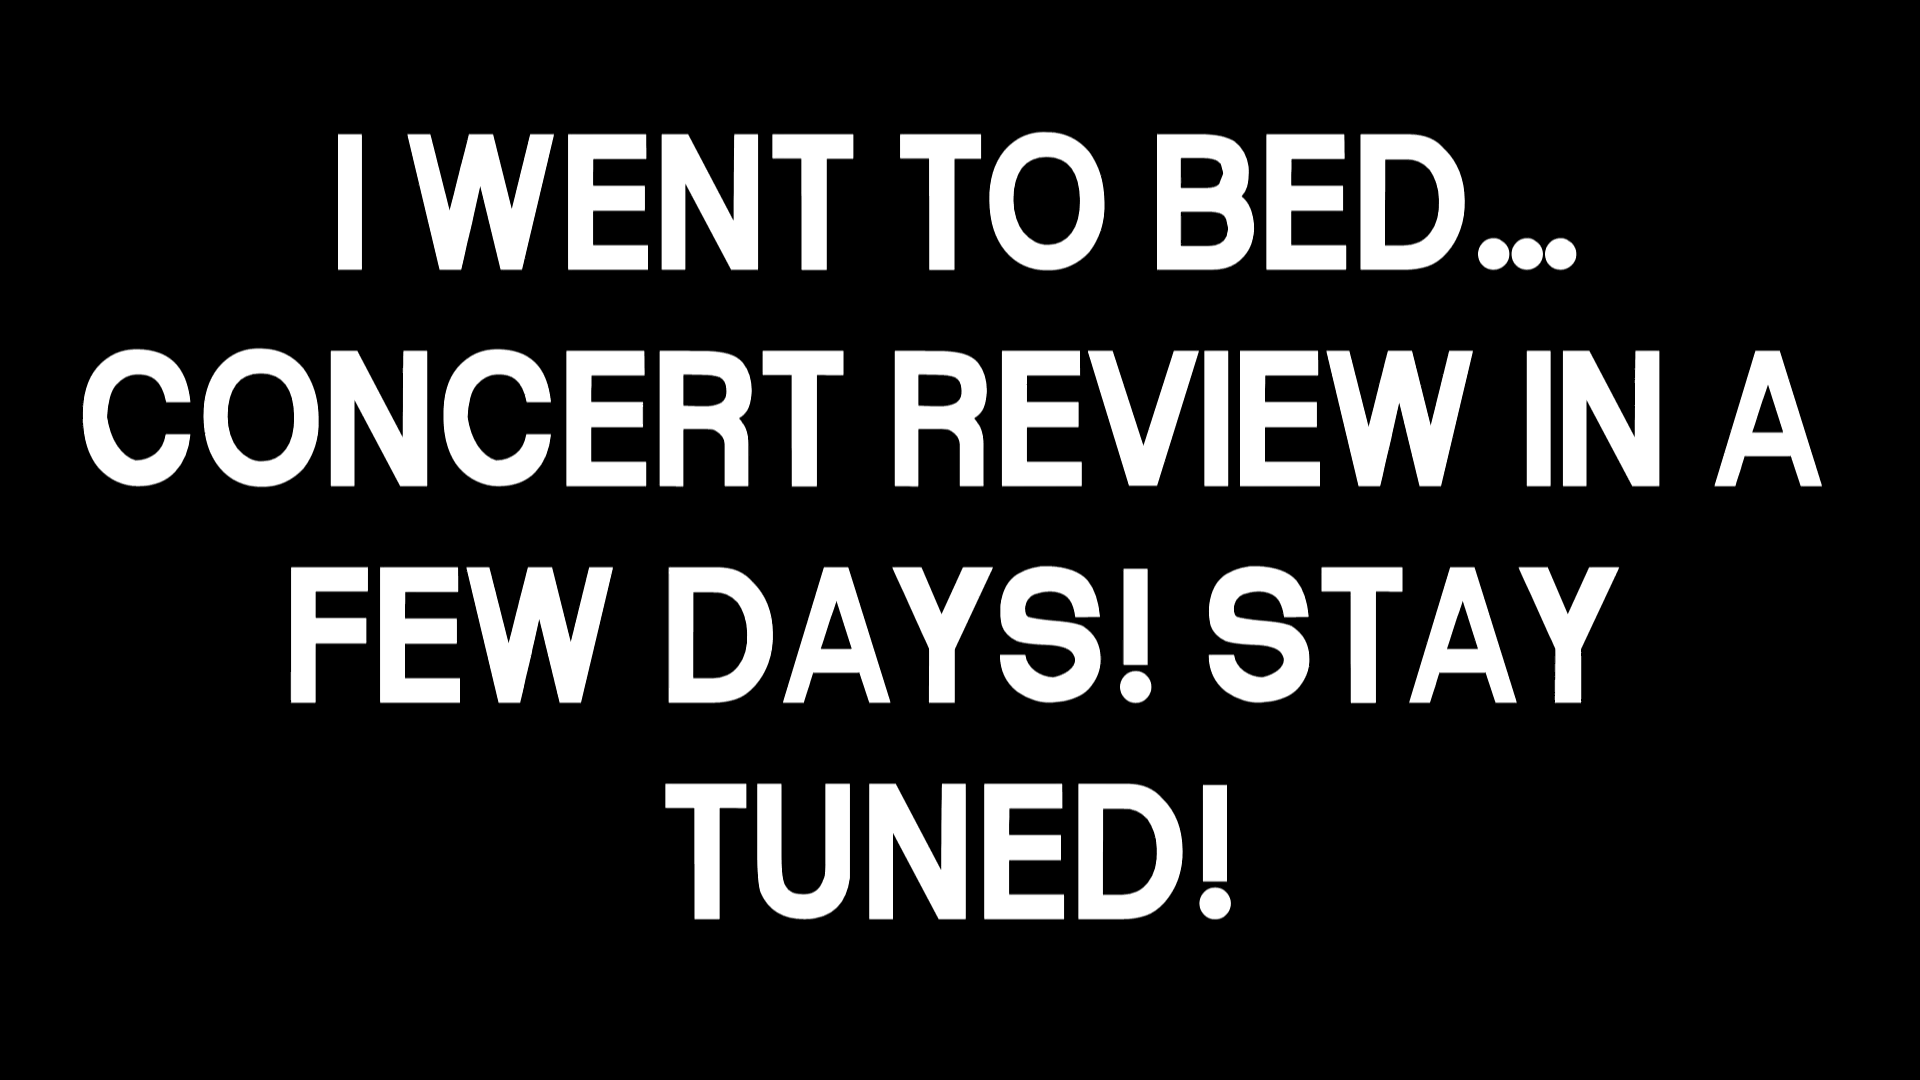 I WENT TO BED...
CONCERT REVIEW IN A
FEW DAYS! STAY
TUNED!